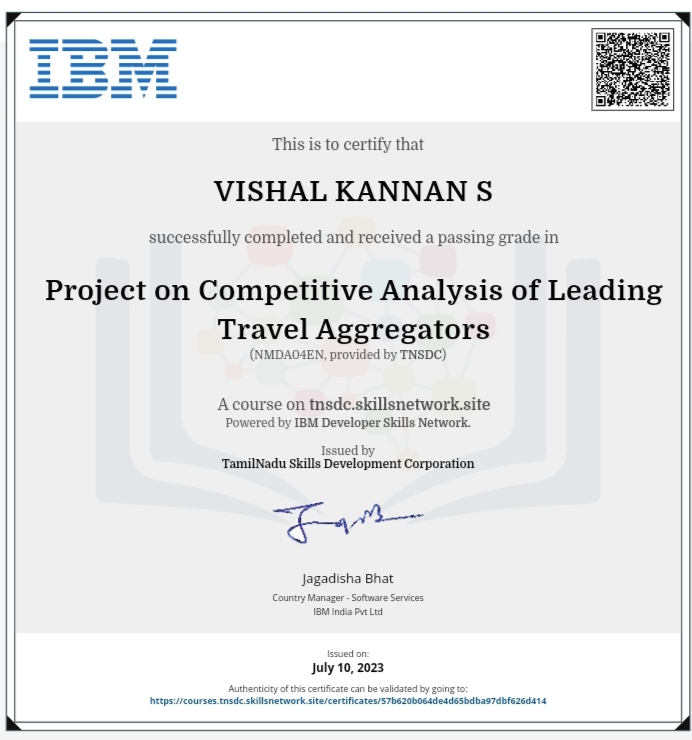 IBM
This is to certify that
VISHAL KANNAN S
successfully completed and received a passing grade in
Project on Competitive Analysis of Leading
Travel Aggregators
(NMDA04EN, provided by TNSDC)
A course on tnsdc.skillsnetwork.site
Powered by IBM Developer Skills Network.
Issued by
TamilNadu Skills Development Corporation
Jagadisha Bhat
Country Manager - Software Services
IBM India Pvt Ltd
Issued on:
July 10, 2023
Authenticity of this certificate can be validated by going to:
https://courses.tnsdc.skillsnetwork.site/certificates/57b620b064de4d65bdba97dbf626d414